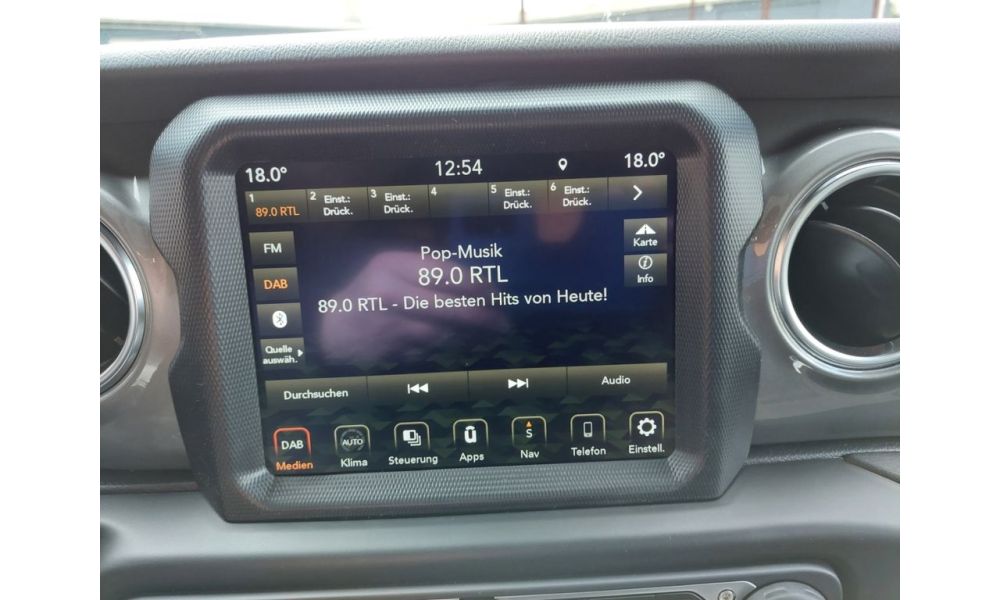 18.0°
12:54
18.0°
1
89.0 RTL
2 Einst.:
Drück.
3 Einst.:
Drück.
4
5 Einst.:
Drück.
6 Einst.:
Drück.
FM
DAB
Quelle
auswäh.
Pop-Musik
89.0 RTL
89.0 RTL - Die besten Hits von Heute!
Karte
i
Info
Durchsuchen
Audio
DAB
Medien
AUTO
Klima
Steuerung
Apps
S
Nav
Telefon
Einstell.